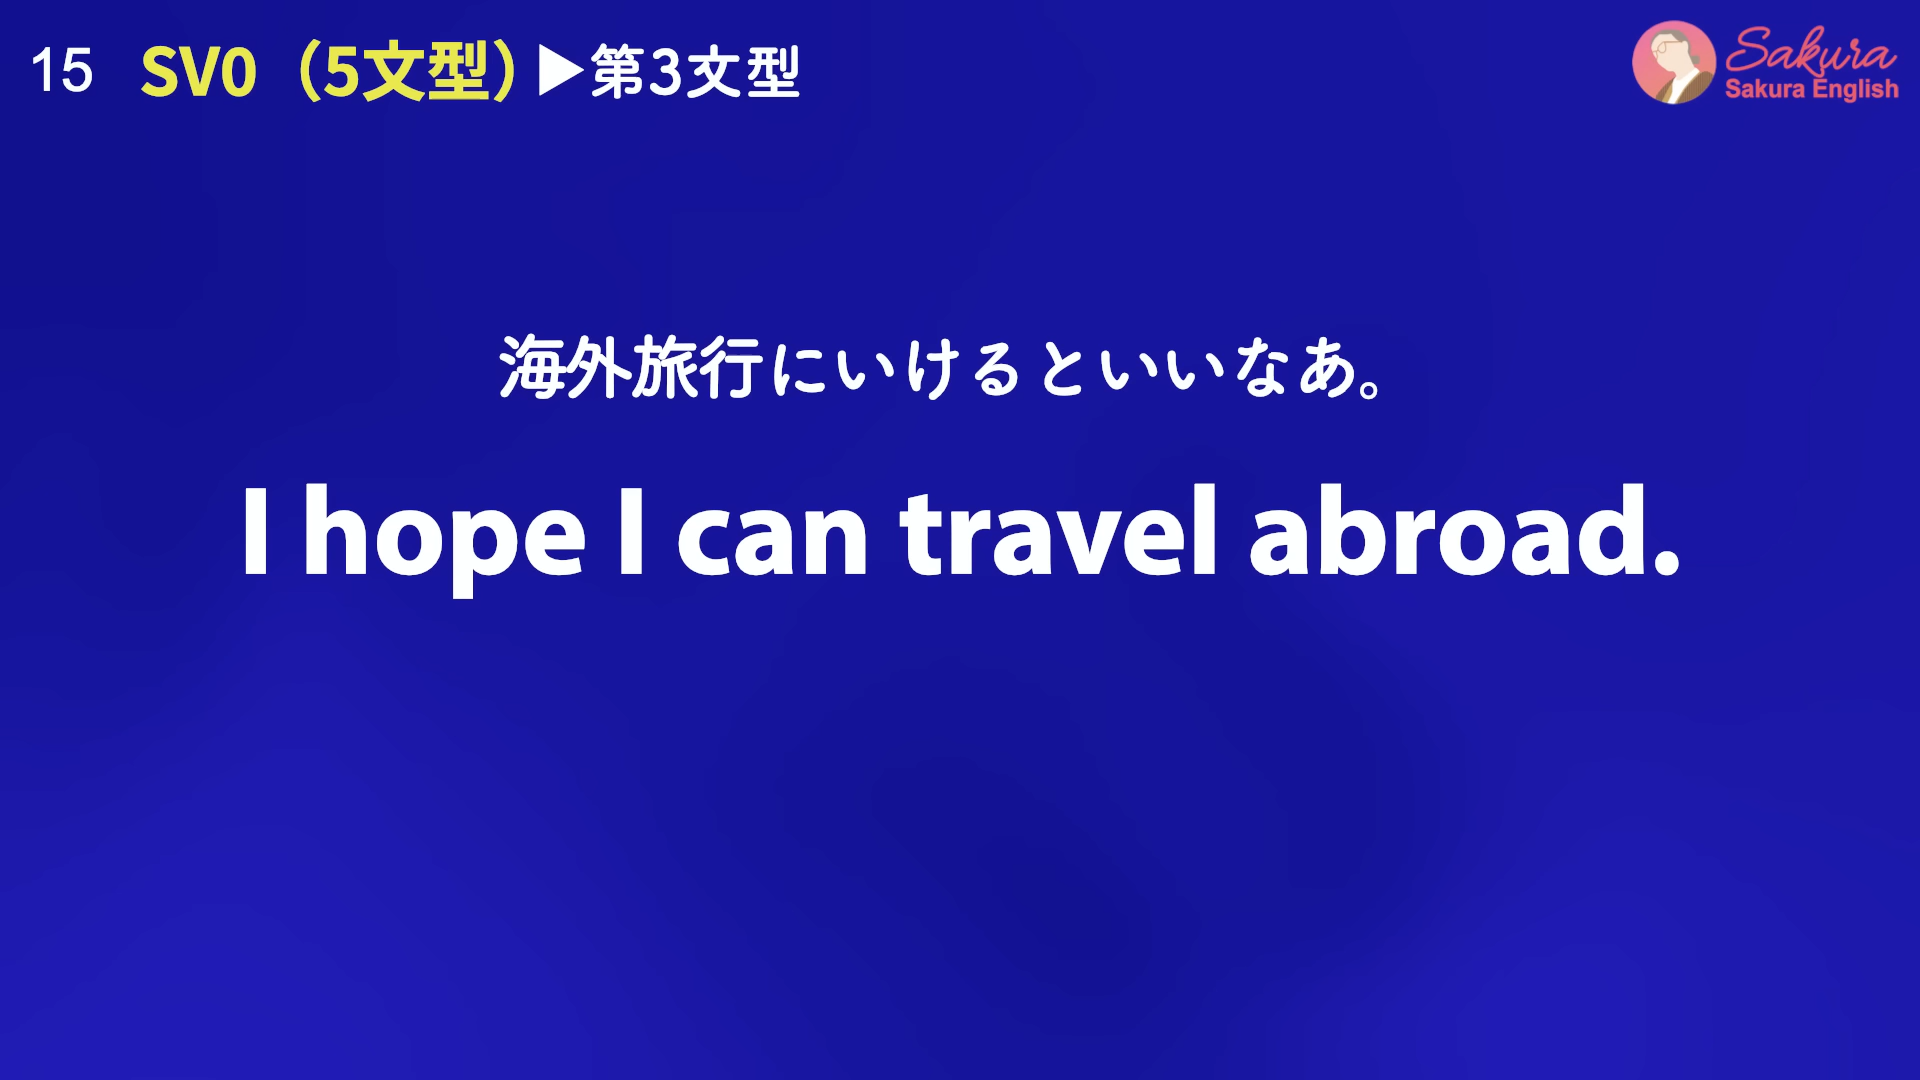 15 SV0（5文型）▶第3文型
Sakura
Sakura English
海外旅行にいけるといいなあ。
I hope I can travel abroad.